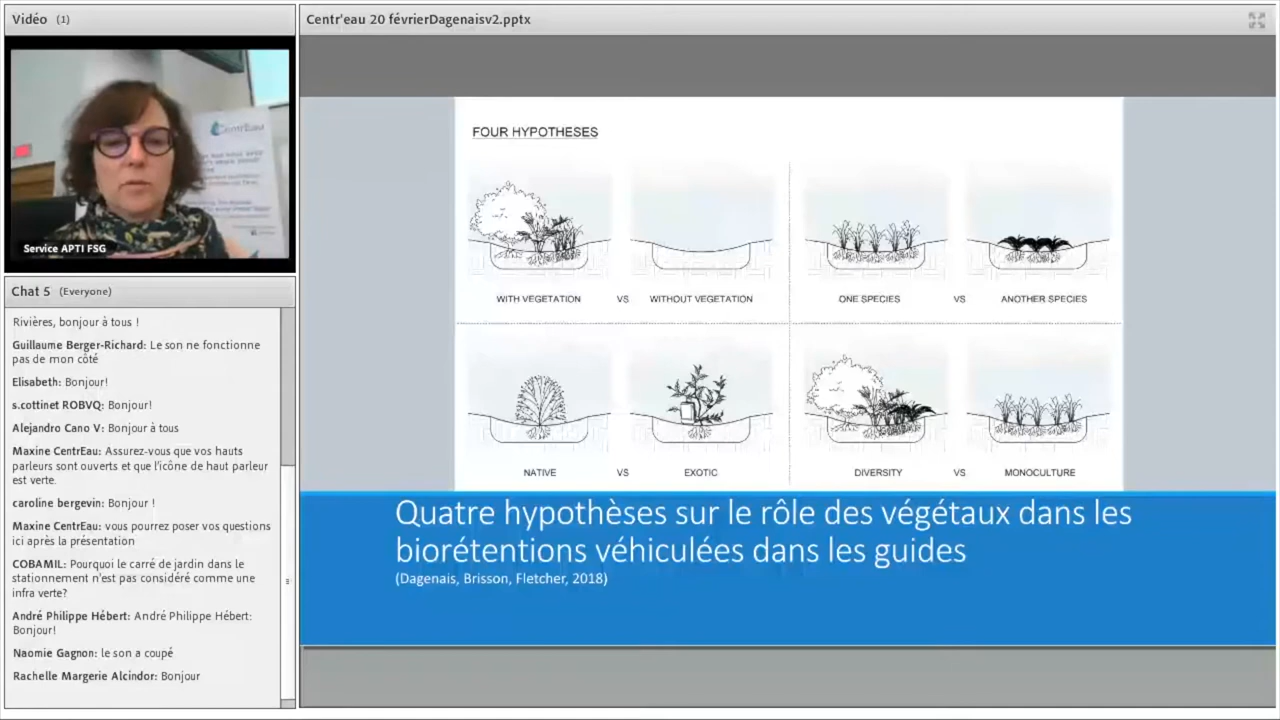 Vidéo (1)
CentrEau
Service APTI FSG
Chat 5 (Everyone)
Rivières, bonjour à tous !
Guillaume Berger-Richard: Le son ne fonctionne
pas de mon côté
Elisabeth: Bonjour!
s.cottinet ROBVQ: Bonjour!
Alejandro Cano V: Bonjour à tous
Maxine CentrEau: Assurez-vous que vos hauts
parleurs sont ouverts et que l'icône de haut parleur
est verte.
caroline bergevin: Bonjour !
Maxine CentrEau: vous pourrez poser vos questions
ici après la présentation
COBAMIL: Pourquoi le carré de jardin dans le
stationnement n'est pas considéré comme une
infra verte?
André Philippe Hébert: André Philippe Hébert:
Bonjour!
Naomie Gagnon: le son a coupé
Rachelle Margerie Alcindor: Bonjour
Centr'eau 20 févrierDagenaisv2.pptx
FOUR HYPOTHESES
WITH VEGETATION VS WITHOUT VEGETATION
ONE SPECIES VS ANOTHER SPECIES
NATIVE VS EXOTIC
DIVERSITY VS MONOCULTURE
Quatre hypothèses sur le rôle des végétaux dans les
biorétentions véhiculées dans les guides
(Dagenais, Brisson, Fletcher, 2018)